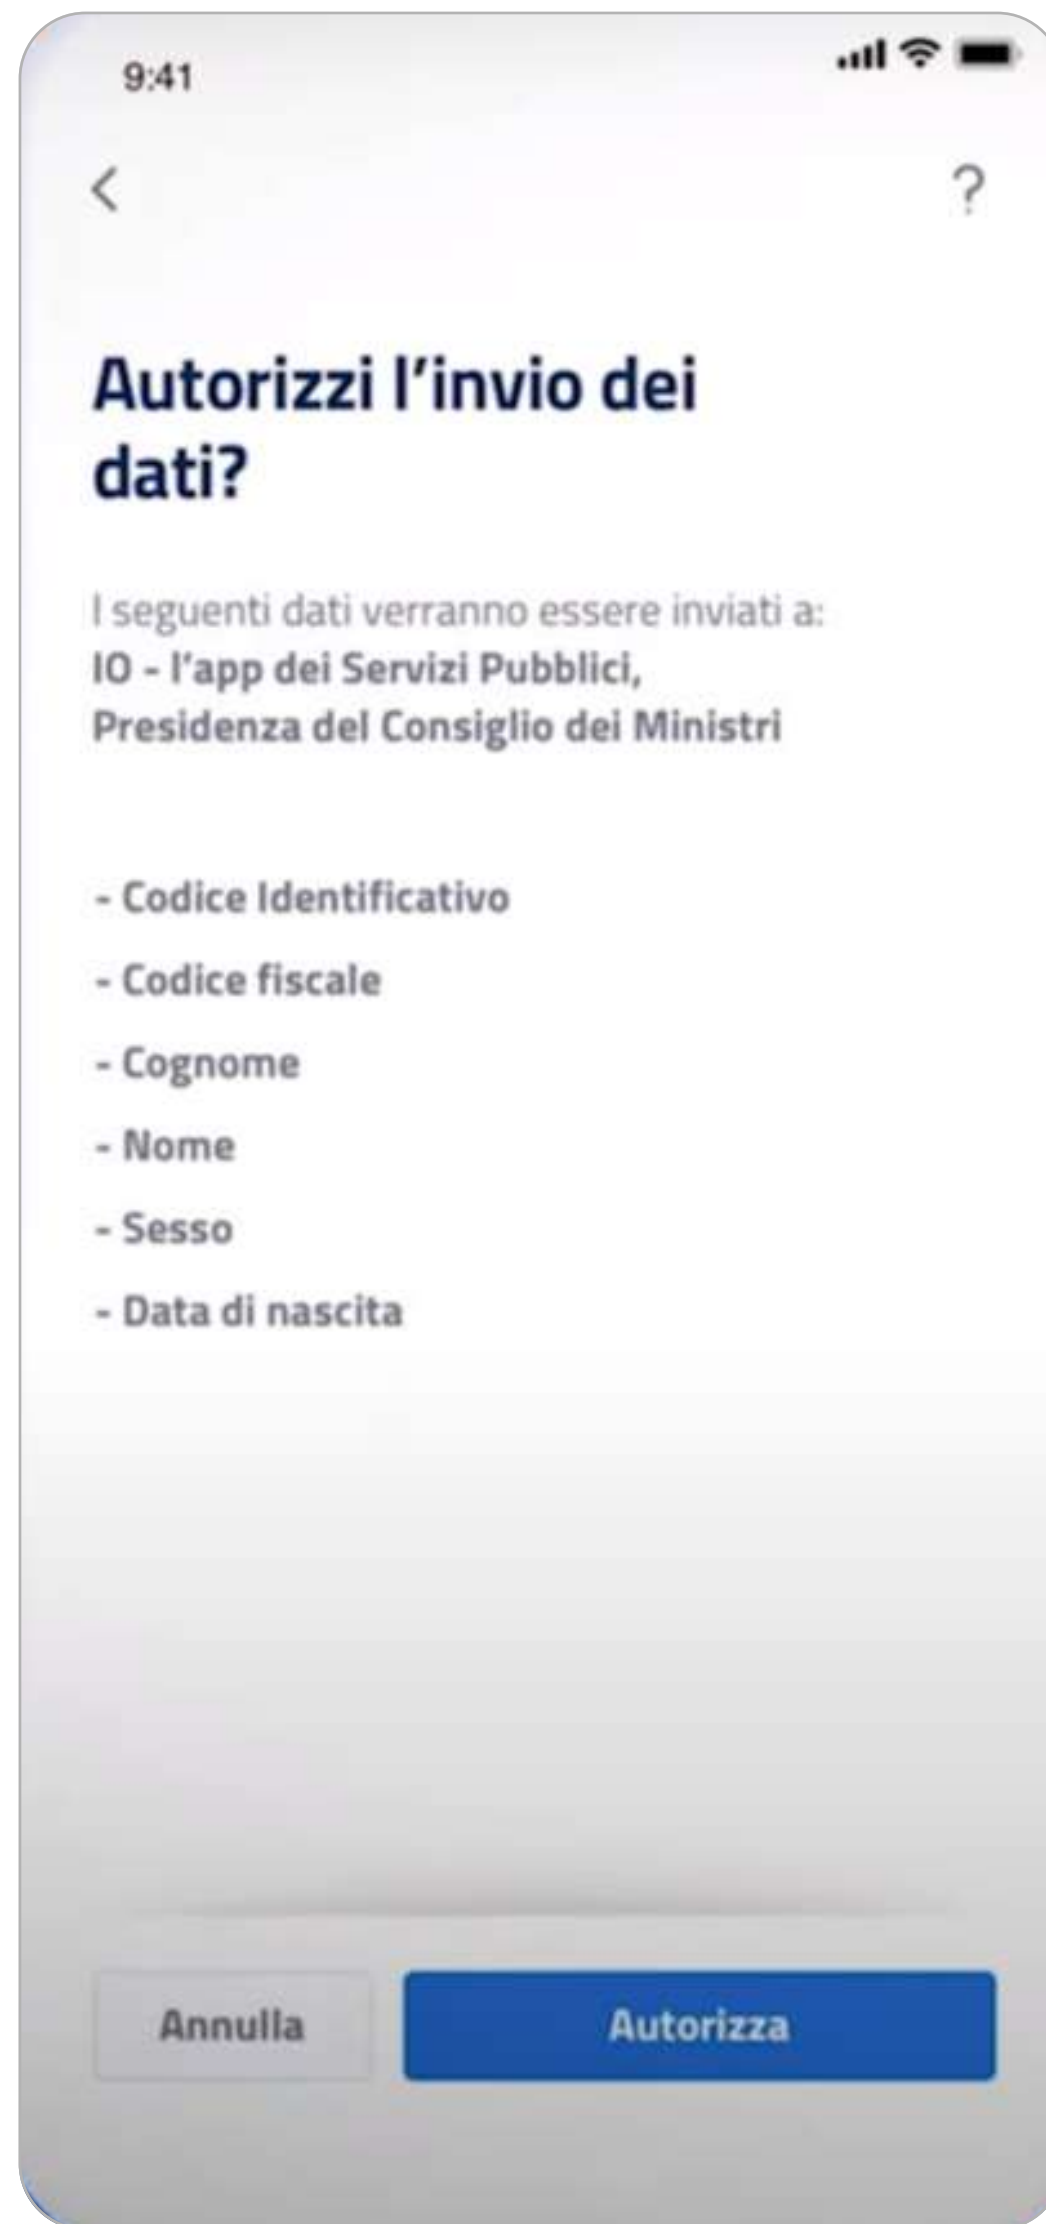 9:41
?
Autorizzi l'invio dei
dati?
I seguenti dati verranno essere inviati a:
IO - l'app dei Servizi Pubblici,
Presidenza del Consiglio dei Ministri
- Codice Identificativo
- Codice fiscale
- Cognome
- Nome
- Sesso
- Data di nascita
Annulla
Autorizza